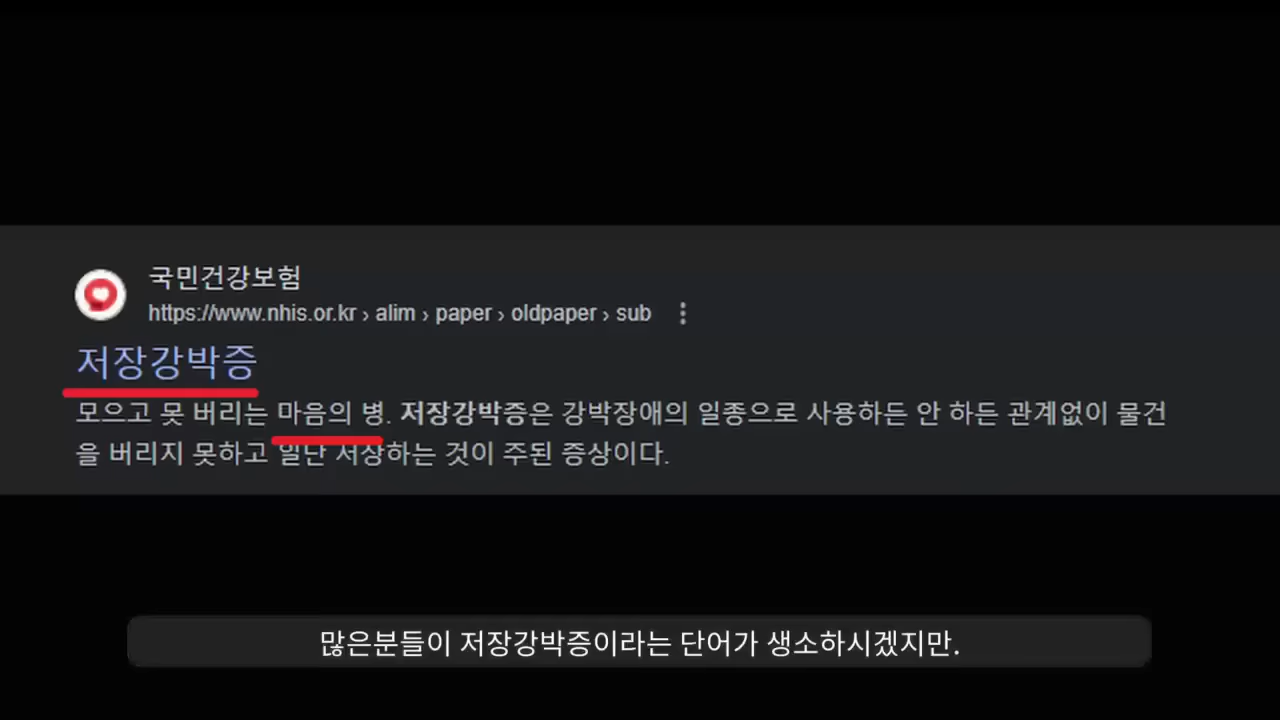 국민건강보험
https://www.nhis.or.kr › alim › paper › oldpaper › sub
저장강박증
모으고 못 버리는 마음의 병. 저장강박증은 강박장애의 일종으로 사용하든 안 하든 관계없이 물건
을 버리지 못하고 일단 저장하는 것이 주된 증상이다.
많은분들이 저장강박증이라는 단어가 생소하시겠지만.